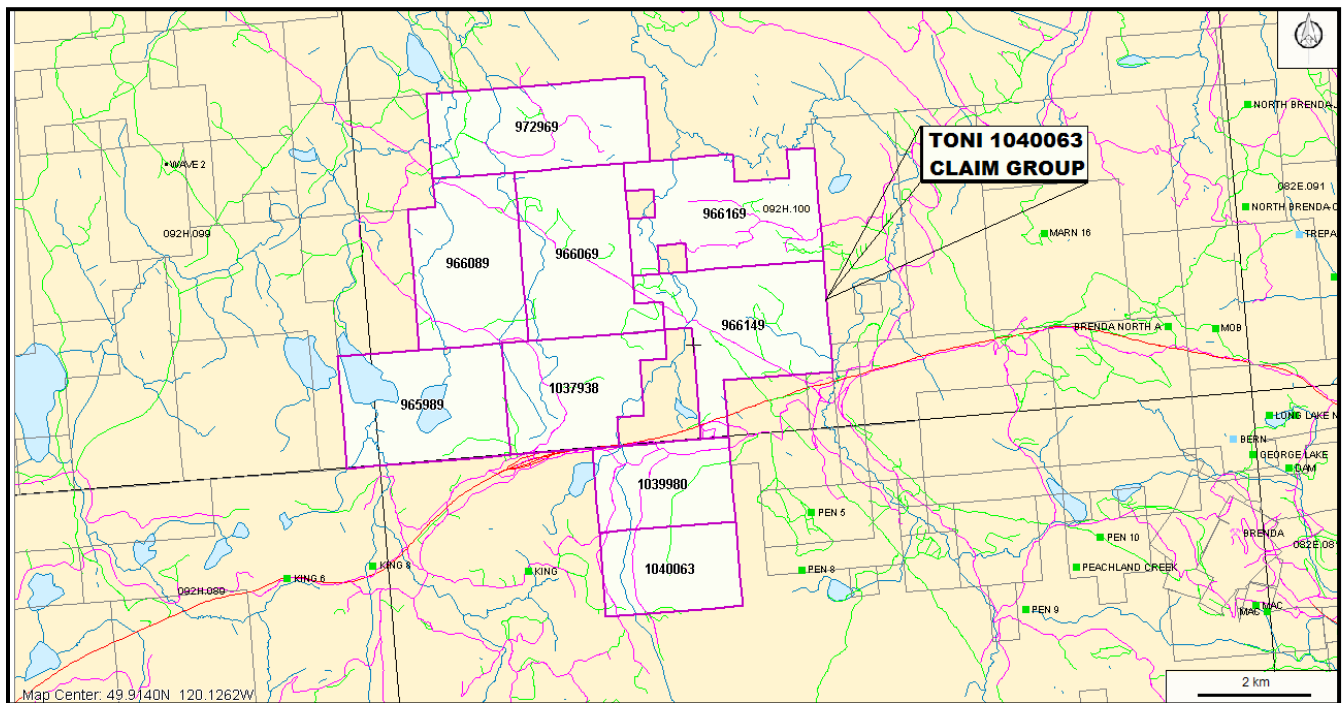 NORTH BRENDA
972969
TONI 1040063
CLAIM GROUP
WAVE 2
082E.091
966169
092H.100
NORTH BRENDA
092H.099
MARN 16
966069
966089
TREPA
966149
BRENDA NORTH A
MOB
1037938
965989
LONG LAKE N
BERN
GEORGE LAKE
DAM
1039980
PEN 5
BRENDA
PEN 10
082E.08
KING 8
KING
1040063
PEN 8
PEACHLAND CREEK
KING 6
092H.089
MAC
MAC
PEN 9
2 km
Map Center: 49.9140N 120.1262W